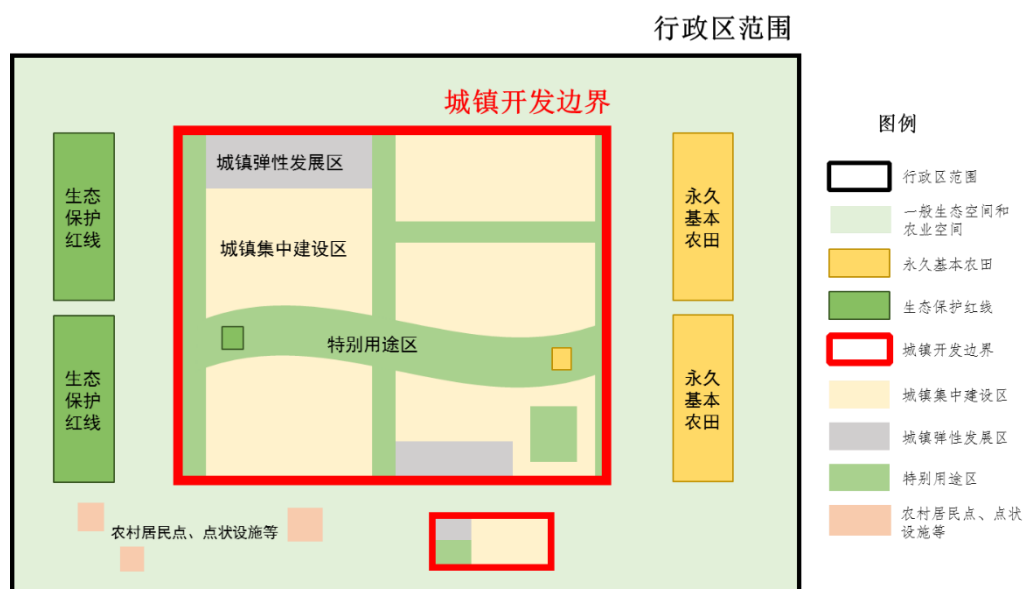 行政区范围
城镇开发边界
生态
保护
红线
城镇弹性发展区
城镇集中建设区
特别用途区
永久
基本
农田
生态
保护
红线
永久
基本
农田
农村居民点、点状设施等
图例
行政区范围
一般生态空间和
农业空间
永久基本农田
生态保护红线
城镇开发边界
城镇集中建设区
城镇弹性发展区
特别用途区
农村居民点、点状
设施等